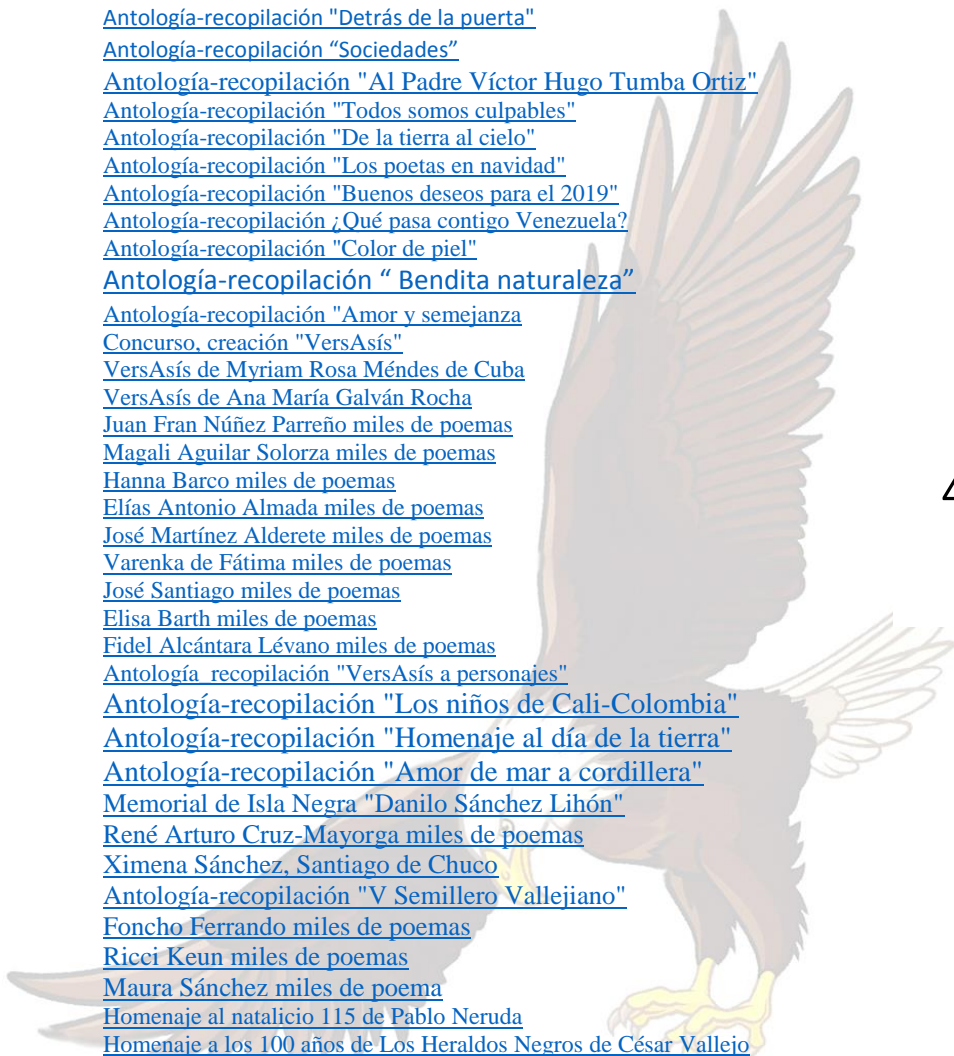 Antología-recopilación "Detrás de la puerta"
Antología-recopilación “Sociedades”
Antología-recopilación "Al Padre Víctor Hugo Tumba Ortiz"
Antología-recopilación "Todos somos culpables"
Antología-recopilación "De la tierra al cielo"
Antología-recopilación "Los poetas en navidad"
Antología-recopilación "Buenos deseos para el 2019"
Antología-recopilación ¿Qué pasa contigo Venezuela?
Antología-recopilación "Color de piel"
Antología-recopilación “ Bendita naturaleza”
Antología-recopilación "Amor y semejanza
Concurso, creación "VersAsís"
VersAsís de Myriam Rosa Méndes de Cuba
VersAsís de Ana María Galván Rocha
Juan Fran Núñez Parreño miles de poemas
Magali Aguilar Solorza miles de poemas
Hanna Barco miles de poemas
Elías Antonio Almada miles de poemas
José Martínez Alderete miles de poemas
Varenka de Fátima miles de poemas
José Santiago miles de poemas
Elisa Barth miles de poemas
Fidel Alcántara Lévano miles de poemas
Antología_recopilación "VersAsís a personajes"
Antología-recopilación "Los niños de Cali-Colombia"
Antología-recopilación "Homenaje al día de la tierra"
Antología-recopilación "Amor de mar a cordillera"
Memorial de Isla Negra "Danilo Sánchez Lihón"
René Arturo Cruz-Mayorga miles de poemas
Ximena Sánchez, Santiago de Chuco
Antología-recopilación "V Semillero Vallejiano"
Foncho Ferrando miles de poemas
Ricci Keun miles de poemas
Maura Sánchez miles de poema
Homenaje al natalicio 115 de Pablo Neruda
Homenaje a los 100 años de Los Heraldos Negros de César Vallejo